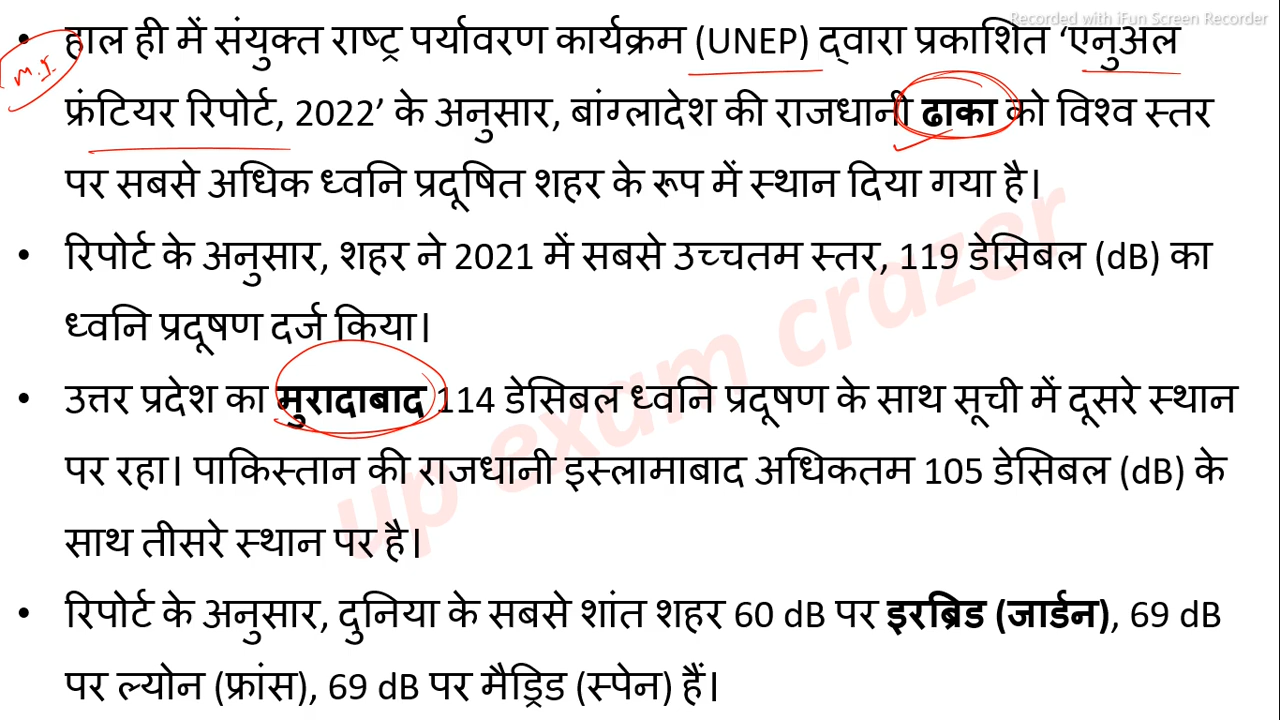 Recorded with iFun Screen Recorder
• हाल ही में संयुक्त राष्ट्र पर्यावरण कार्यक्रम (UNEP) द्वारा प्रकाशित ‘एनुअल
M.I.
फ्रंटियर रिपोर्ट, 2022’ के अनुसार, बांग्लादेश की राजधानी ढाका को विश्व स्तर
पर सबसे अधिक ध्वनि प्रदूषित शहर के रूप में स्थान दिया गया है।
• रिपोर्ट के अनुसार, शहर ने 2021 में सबसे उच्चतम स्तर, 119 डेसिबल (dB) का
ध्वनि प्रदूषण दर्ज किया।
• उत्तर प्रदेश का मुरादाबाद 114 डेसिबल ध्वनि प्रदूषण के साथ सूची में दूसरे स्थान
पर रहा। पाकिस्तान की राजधानी इस्लामाबाद अधिकतम 105 डेसिबल (dB) के
साथ तीसरे स्थान पर है।
• रिपोर्ट के अनुसार, दुनिया के सबसे शांत शहर 60 dB पर इरब्रिड (जार्डन), 69 dB
पर ल्योन (फ्रांस), 69 dB पर मैड्रिड (स्पेन) हैं।
up exam crazer